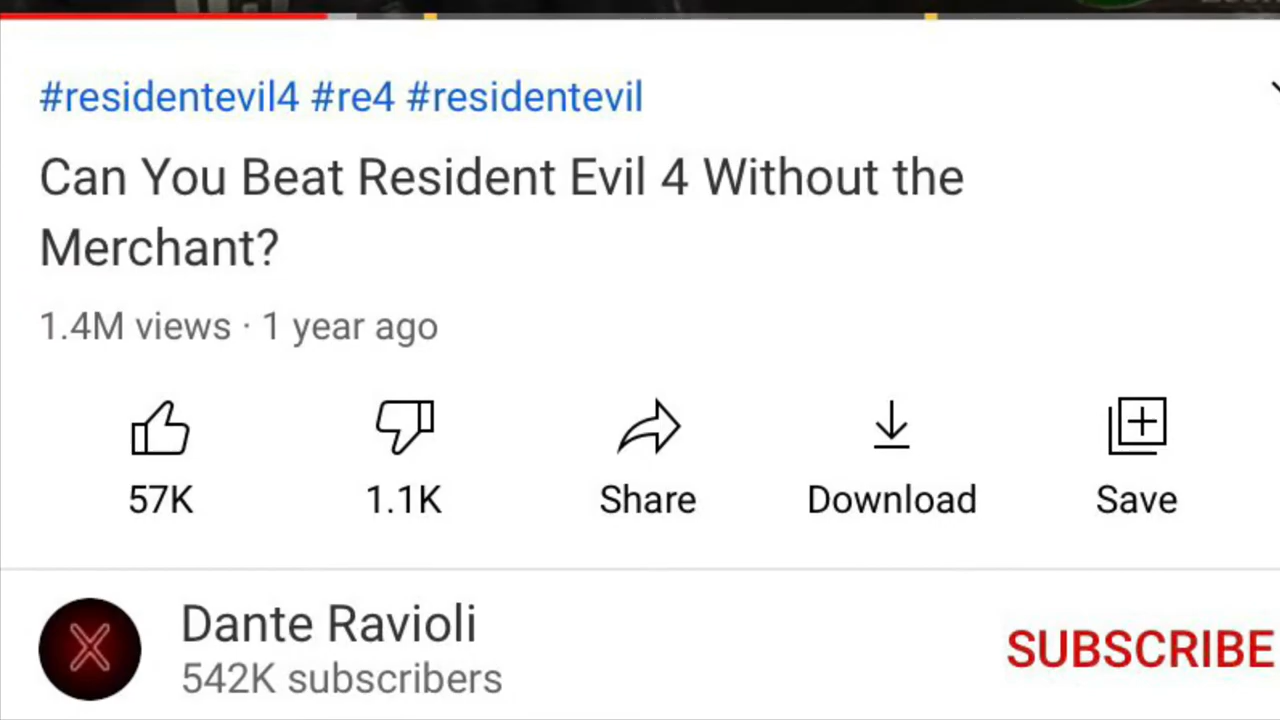 #residentevil4 #re4 #residentevil
Can You Beat Resident Evil 4 Without the
Merchant?
1.4M views · 1 year ago
57K 1.1K Share Download Save
Dante Ravioli
542K subscribers
SUBSCRIBE